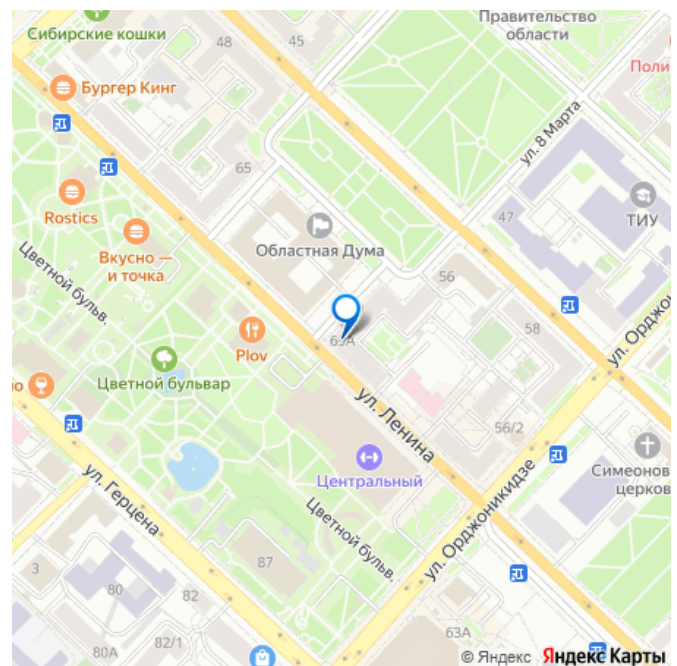 Правительство
области
Сибирские кошки
48
45
Поли
Бургер Кинг
ул. 8 Марта
65
Rostics
47
ТИУ
Областная Дума
Вкусно —
и точка
Цветной бульв.
56
58
69А
Plov
ул. Орджо
Цветной бульвар
ул. Ленина
56/2
Симеонов
церков
Центральный
ул. Герцена
Цветной бульв.
ул. Орджоникидзе
87
3
80
82
80А
82/1
63А
© Яндекс Яндекс Карты